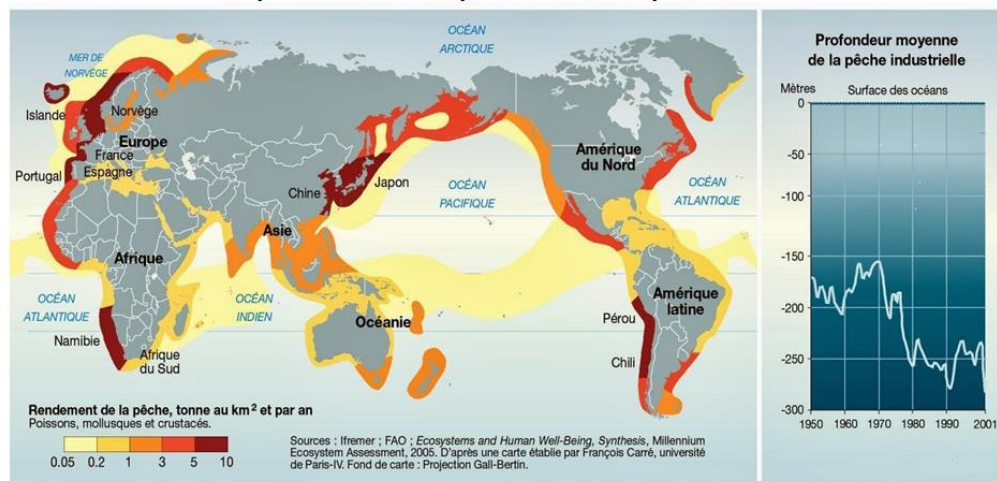 OCÉAN
ARCTIQUE
MER DE
NORVÈGE
Islande
Norvège
Europe
France
Portugal
Espagne
Chine
Japon
Asie
Afrique
OCÉAN
PACIFIQUE
Amérique
du Nord
OCÉAN
ATLANTIQUE
OCÉAN
ATLANTIQUE
OCÉAN
INDIEN
Océanie
Amérique
latine
Pérou
Namibie
Afrique
du Sud
Chili
Rendement de la pêche, tonne au km² et par an
Poissons, mollusques et crustacés.
0.05 0.2 1 3 5 10
Sources : Ifremer ; FAO ; Ecosystems and Human Well-Being, Synthesis, Millennium
Ecosystem Assessment, 2005. D'après une carte établie par François Carré, université
de Paris-IV. Fond de carte : Projection Gall-Bertin.
Profondeur moyenne
de la pêche industrielle
Mètres
Surface des océans
0
-50
-100
-150
-200
-250
-300
1950 1960 1970 1980 1990 2001